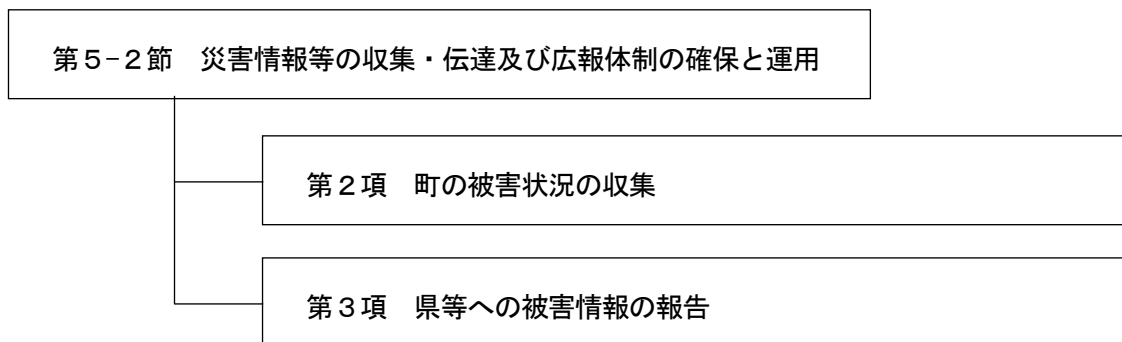 第５−２節　災害情報等の収集・伝達及び広報体制の確保と運用
第２項　町の被害状況の収集
第３項　県等への被害情報の報告